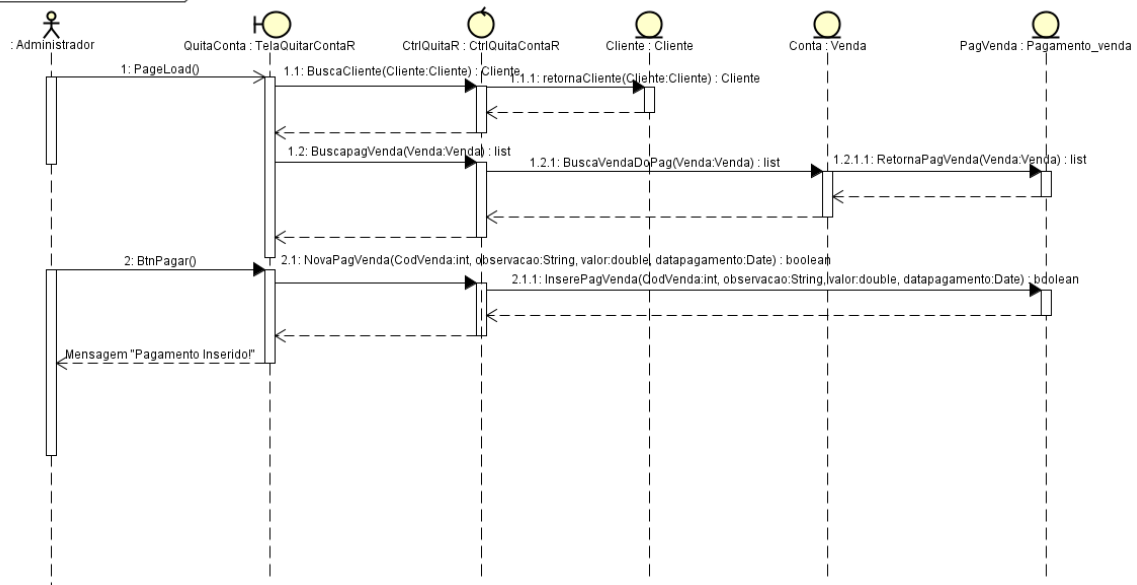 : Administrador
QuitaConta : TelaQuitarContaR
CtrlQuitaR : CtrlQuitaContaR
Cliente : Cliente
Conta : Venda
PagVenda : Pagamento_venda
1: PageLoad()
1.1: BuscaCliente(Cliente:Cliente) : Cliente
1.1.1: retornaCliente(Cliente:Cliente) : Cliente
1.2: BuscapagVenda(Venda:Venda) : list
1.2.1: BuscaVendaDoPag(Venda:Venda) : list
1.2.1.1: RetornaPagVenda(Venda:Venda) : list
2: BtnPagar()
2.1: NovaPagVenda(CodVenda:int, observacao:String, valor:double, datapagamento:Date) : boolean
2.1.1: InserePagVenda(CodVenda:int, observacao:String, valor:double, datapagamento:Date) : boolean
Mensagem "Pagamento Inserido!"